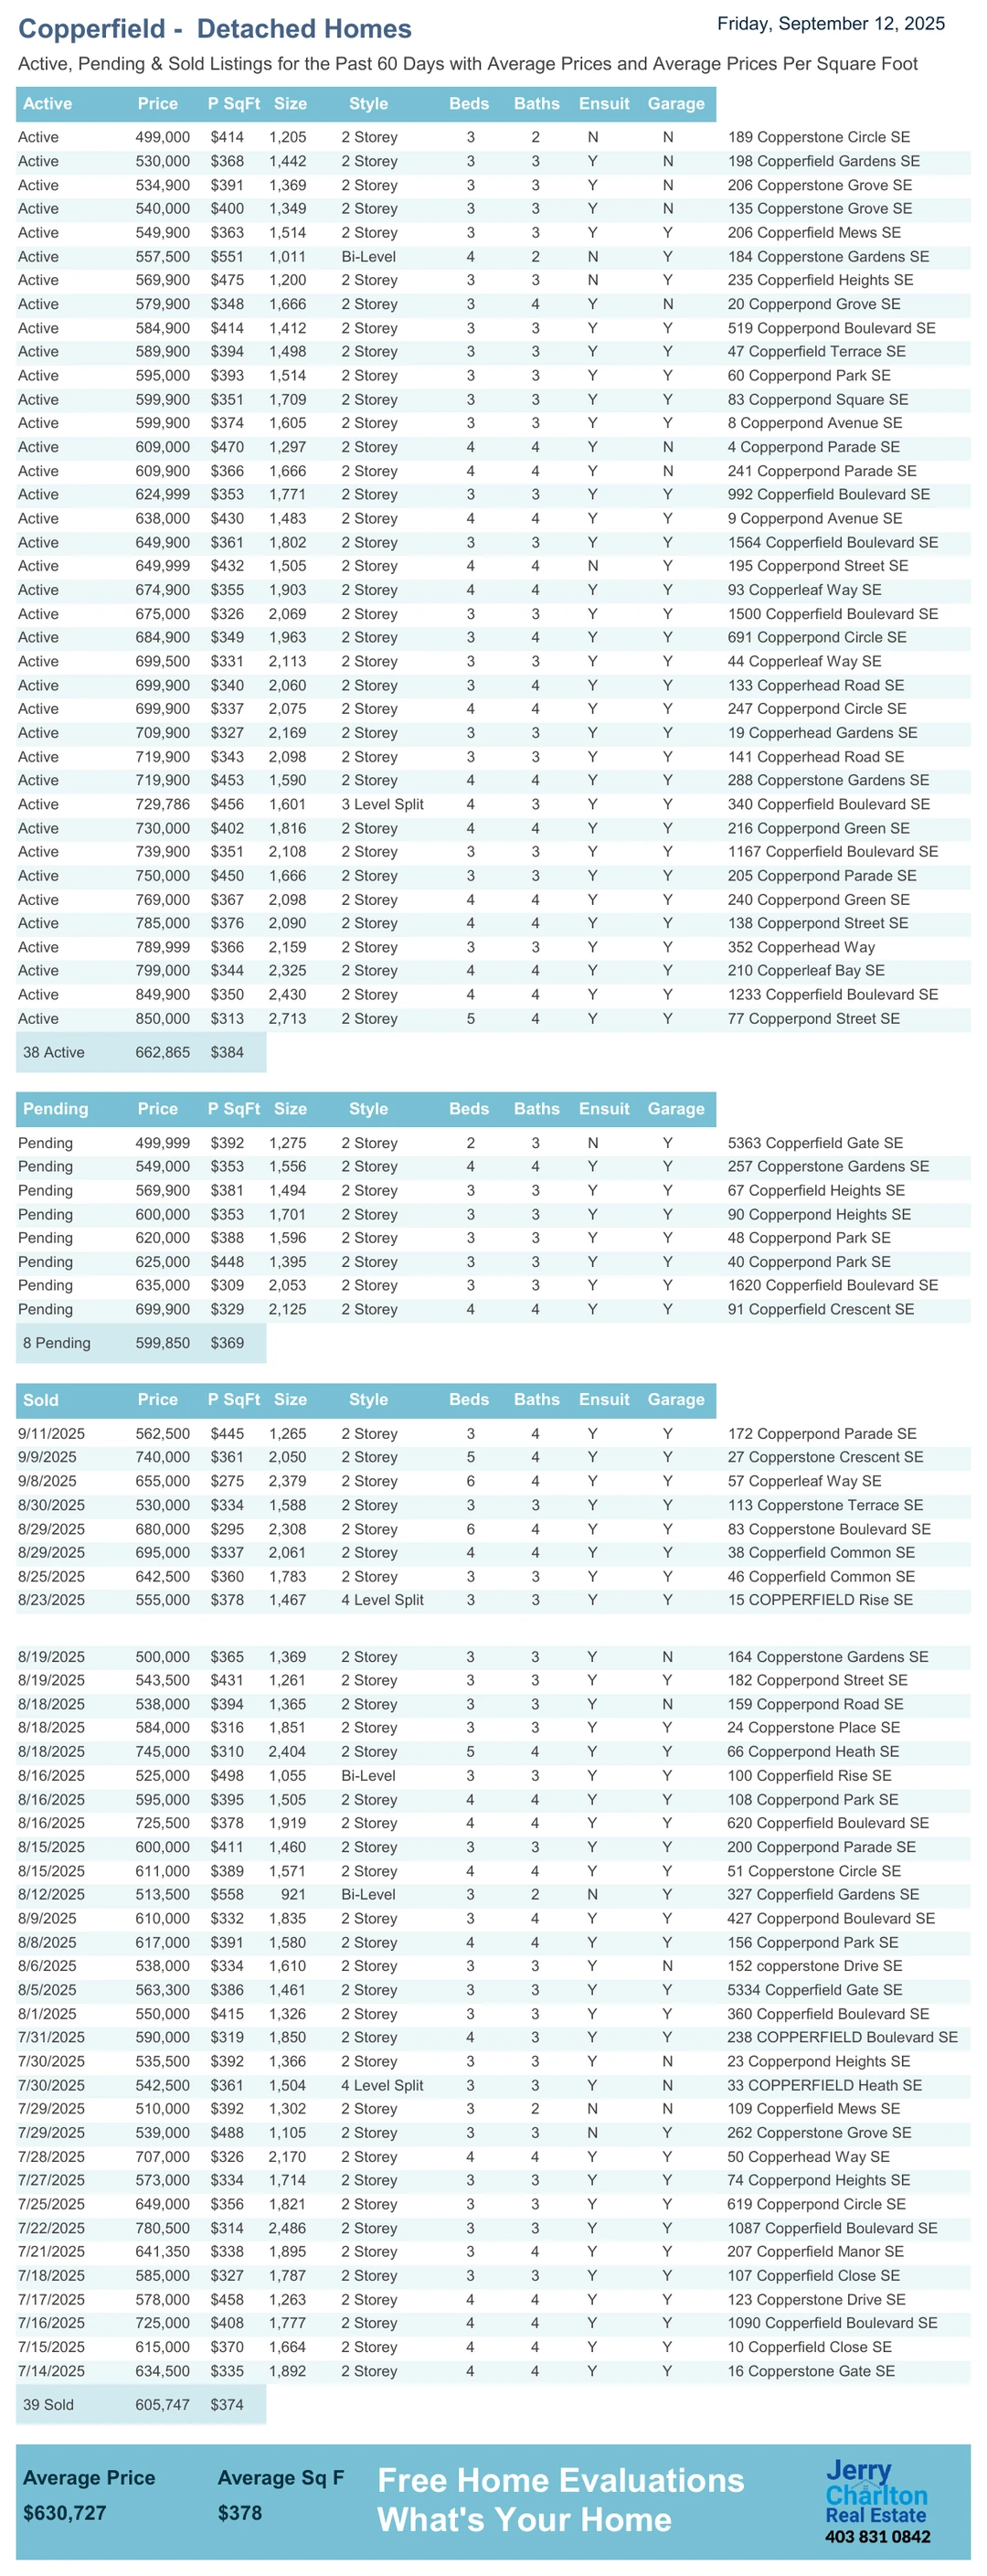 Copperfield - Detached Homes
Friday, September 12, 2025
Active, Pending & Sold Listings for the Past 60 Days with Average Prices and Average Prices Per Square Foot
Active Price P SqFt Size Style Beds Baths Ensuit Garage
Active 499,000 $414 1,205 2 Storey 3 2 N N 189 Copperstone Circle SE
Active 530,000 $368 1,442 2 Storey 3 3 Y N 198 Copperfield Gardens SE
Active 534,900 $391 1,369 2 Storey 3 3 Y N 206 Copperstone Grove SE
Active 540,000 $400 1,349 2 Storey 3 3 Y N 135 Copperstone Grove SE
Active 549,900 $363 1,514 2 Storey 3 3 Y Y 206 Copperfield Mews SE
Active 557,500 $551 1,011 Bi-Level 4 2 N Y 184 Copperstone Gardens SE
Active 569,900 $475 1,200 2 Storey 3 3 N Y 235 Copperfield Heights SE
Active 579,900 $348 1,666 2 Storey 3 4 Y N 20 Copperpond Grove SE
Active 584,900 $414 1,412 2 Storey 3 3 Y Y 519 Copperpond Boulevard SE
Active 589,900 $394 1,498 2 Storey 3 3 Y Y 47 Copperfield Terrace SE
Active 595,000 $393 1,514 2 Storey 3 3 Y Y 60 Copperpond Park SE
Active 599,900 $351 1,709 2 Storey 3 3 Y Y 83 Copperpond Square SE
Active 599,900 $374 1,605 2 Storey 3 3 Y Y 8 Copperpond Avenue SE
Active 609,000 $470 1,297 2 Storey 4 4 Y N 4 Copperpond Parade SE
Active 609,900 $366 1,666 2 Storey 4 4 Y N 241 Copperpond Parade SE
Active 624,999 $353 1,771 2 Storey 3 3 Y Y 992 Copperfield Boulevard SE
Active 638,000 $430 1,483 2 Storey 4 4 Y Y 9 Copperpond Avenue SE
Active 649,900 $361 1,802 2 Storey 3 3 Y Y 1564 Copperfield Boulevard SE
Active 649,999 $432 1,505 2 Storey 4 4 N Y 195 Copperpond Street SE
Active 674,900 $355 1,903 2 Storey 4 4 Y Y 93 Copperleaf Way SE
Active 675,000 $326 2,069 2 Storey 3 3 Y Y 1500 Copperfield Boulevard SE
Active 684,900 $349 1,963 2 Storey 3 4 Y Y 691 Copperpond Circle SE
Active 699,500 $331 2,113 2 Storey 3 3 Y Y 44 Copperleaf Way SE
Active 699,900 $340 2,060 2 Storey 3 4 Y Y 133 Copperhead Road SE
Active 699,900 $337 2,075 2 Storey 4 4 Y Y 247 Copperpond Circle SE
Active 709,900 $327 2,169 2 Storey 3 3 Y Y 19 Copperhead Gardens SE
Active 719,900 $343 2,098 2 Storey 3 3 Y Y 141 Copperhead Road SE
Active 719,900 $453 1,590 2 Storey 4 4 Y Y 288 Copperstone Gardens SE
Active 729,786 $456 1,601 3 Level Split 4 3 Y Y 340 Copperfield Boulevard SE
Active 730,000 $402 1,816 2 Storey 4 4 Y Y 216 Copperpond Green SE
Active 739,900 $351 2,108 2 Storey 3 3 Y Y 1167 Copperfield Boulevard SE
Active 750,000 $450 1,666 2 Storey 3 3 Y Y 205 Copperpond Parade SE
Active 769,000 $367 2,098 2 Storey 4 4 Y Y 240 Copperpond Green SE
Active 785,000 $376 2,090 2 Storey 4 4 Y Y 138 Copperpond Street SE
Active 789,999 $366 2,159 2 Storey 3 3 Y Y 352 Copperhead Way
Active 799,000 $344 2,325 2 Storey 4 4 Y Y 210 Copperleaf Bay SE
Active 849,900 $350 2,430 2 Storey 4 4 Y Y 1233 Copperfield Boulevard SE
Active 850,000 $313 2,713 2 Storey 5 4 Y Y 77 Copperpond Street SE
38 Active 662,865 $384
Pending Price P SqFt Size Style Beds Baths Ensuit Garage
Pending 499,999 $392 1,275 2 Storey 2 3 N Y 5363 Copperfield Gate SE
Pending 549,000 $353 1,556 2 Storey 4 4 Y Y 257 Copperstone Gardens SE
Pending 569,900 $381 1,494 2 Storey 3 3 Y Y 67 Copperfield Heights SE
Pending 600,000 $353 1,701 2 Storey 3 3 Y Y 90 Copperpond Heights SE
Pending 620,000 $388 1,596 2 Storey 3 3 Y Y 48 Copperpond Park SE
Pending 625,000 $448 1,395 2 Storey 3 3 Y Y 40 Copperpond Park SE
Pending 635,000 $309 2,053 2 Storey 3 3 Y Y 1620 Copperfield Boulevard SE
Pending 699,900 $329 2,125 2 Storey 4 4 Y Y 91 Copperfield Crescent SE
8 Pending 599,850 $369
Sold Price P SqFt Size Style Beds Baths Ensuit Garage
9/11/2025 562,500 $445 1,265 2 Storey 3 4 Y Y 172 Copperpond Parade SE
9/9/2025 740,000 $361 2,050 2 Storey 5 4 Y Y 27 Copperstone Crescent SE
9/8/2025 655,000 $275 2,379 2 Storey 6 4 Y Y 57 Copperleaf Way SE
8/30/2025 530,000 $334 1,588 2 Storey 3 3 Y Y 113 Copperstone Terrace SE
8/29/2025 680,000 $295 2,308 2 Storey 6 4 Y Y 83 Copperstone Boulevard SE
8/29/2025 695,000 $337 2,061 2 Storey 4 4 Y Y 38 Copperfield Common SE
8/25/2025 642,500 $360 1,783 2 Storey 3 3 Y Y 46 Copperfield Common SE
8/23/2025 555,000 $378 1,467 4 Level Split 3 3 Y Y 15 COPPERFIELD Rise SE
8/19/2025 500,000 $365 1,369 2 Storey 3 3 Y N 164 Copperstone Gardens SE
8/19/2025 543,500 $431 1,261 2 Storey 3 3 Y Y 182 Copperpond Street SE
8/18/2025 538,000 $394 1,365 2 Storey 3 3 Y N 159 Copperpond Road SE
8/18/2025 584,000 $316 1,851 2 Storey 3 3 Y Y 24 Copperstone Place SE
8/18/2025 745,000 $310 2,404 2 Storey 5 4 Y Y 66 Copperpond Heath SE
8/16/2025 525,000 $498 1,055 Bi-Level 3 3 Y Y 100 Copperfield Rise SE
8/16/2025 595,000 $395 1,505 2 Storey 4 4 Y Y 108 Copperpond Park SE
8/16/2025 725,500 $378 1,919 2 Storey 4 4 Y Y 620 Copperfield Boulevard SE
8/15/2025 600,000 $411 1,460 2 Storey 3 3 Y Y 200 Copperpond Parade SE
8/15/2025 611,000 $389 1,571 2 Storey 4 4 Y Y 51 Copperstone Circle SE
8/12/2025 513,500 $558 921 Bi-Level 3 2 N Y 327 Copperfield Gardens SE
8/9/2025 610,000 $332 1,835 2 Storey 3 4 Y Y 427 Copperpond Boulevard SE
8/8/2025 617,000 $391 1,580 2 Storey 4 4 Y Y 156 Copperpond Park SE
8/6/2025 538,000 $334 1,610 2 Storey 3 3 Y N 152 copperstone Drive SE
8/5/2025 563,300 $386 1,461 2 Storey 3 3 Y Y 5334 Copperfield Gate SE
8/1/2025 550,000 $415 1,326 2 Storey 3 3 Y Y 360 Copperfield Boulevard SE
7/31/2025 590,000 $319 1,850 2 Storey 4 3 Y Y 238 COPPERFIELD Boulevard SE
7/30/2025 535,500 $392 1,366 2 Storey 3 3 Y N 23 Copperpond Heights SE
7/30/2025 542,500 $361 1,504 4 Level Split 3 3 Y N 33 COPPERFIELD Heath SE
7/29/2025 510,000 $392 1,302 2 Storey 3 2 N N 109 Copperfield Mews SE
7/29/2025 539,000 $488 1,105 2 Storey 3 3 N Y 262 Copperstone Grove SE
7/28/2025 707,000 $326 2,170 2 Storey 4 4 Y Y 50 Copperhead Way SE
7/27/2025 573,000 $334 1,714 2 Storey 3 3 Y Y 74 Copperpond Heights SE
7/25/2025 649,000 $356 1,821 2 Storey 3 3 Y Y 619 Copperpond Circle SE
7/22/2025 780,500 $314 2,486 2 Storey 3 3 Y Y 1087 Copperfield Boulevard SE
7/21/2025 641,350 $338 1,895 2 Storey 3 4 Y Y 207 Copperfield Manor SE
7/18/2025 585,000 $327 1,787 2 Storey 3 3 Y Y 107 Copperfield Close SE
7/17/2025 578,000 $458 1,263 2 Storey 4 4 Y Y 123 Copperstone Drive SE
7/16/2025 725,000 $408 1,777 2 Storey 4 4 Y Y 1090 Copperfield Boulevard SE
7/15/2025 615,000 $370 1,664 2 Storey 4 4 Y Y 10 Copperfield Close SE
7/14/2025 634,500 $335 1,892 2 Storey 4 4 Y Y 16 Copperstone Gate SE
39 Sold 605,747 $374
Average Price
$630,727
Average Sq F
$378
Free Home Evaluations
What's Your Home
Jerry
Charlton
Real Estate
403 831 0842